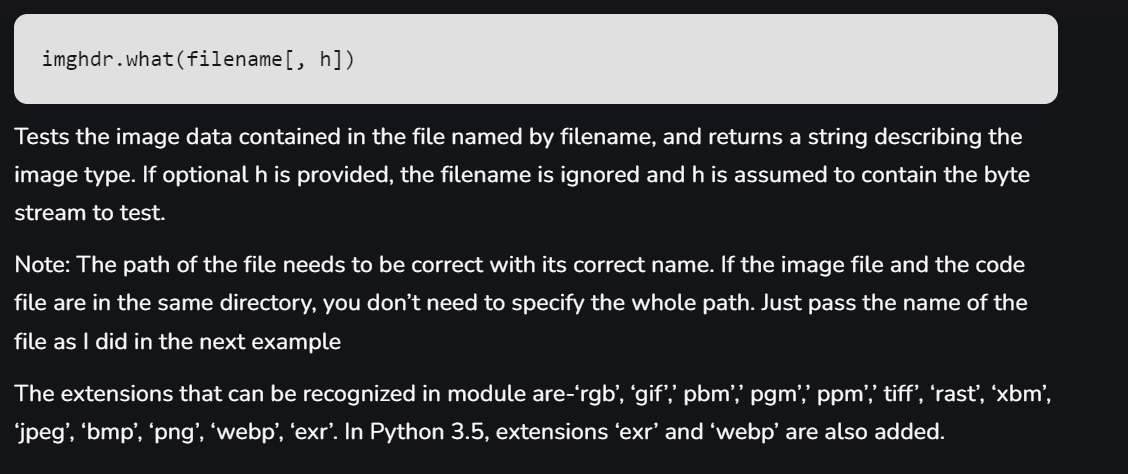 imghdr.what(filename[, h])
Tests the image data contained in the file named by filename, and returns a string describing the
image type. If optional h is provided, the filename is ignored and h is assumed to contain the byte
stream to test.
Note: The path of the file needs to be correct with its correct name. If the image file and the code
file are in the same directory, you don’t need to specify the whole path. Just pass the name of the
file as I did in the next example
The extensions that can be recognized in module are-‘rgb’, ‘gif’,’ pbm’,’ pgm’,’ ppm’,’ tiff’, ‘rast’, ‘xbm’,
‘jpeg’, ‘bmp’, ‘png’, ‘webp’, ‘exr’. In Python 3.5, extensions ‘exr’ and ‘webp’ are also added.